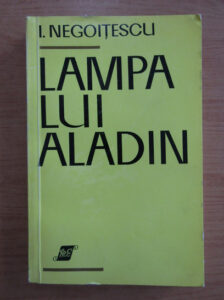 I. NEGOIȚESCU
LAMPA
LUI
ALADIN